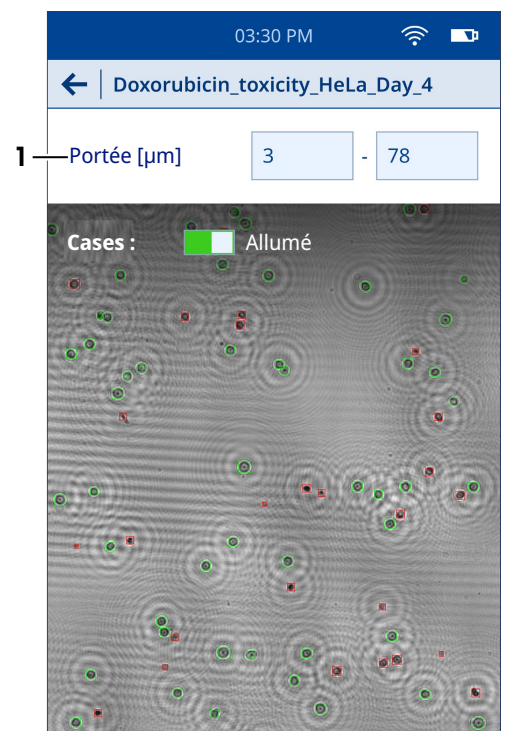 03:30 PM
Doxorubicin_toxicity_HeLa_Day_4
1 Portée [µm] 3 - 78
Cases : Allumé